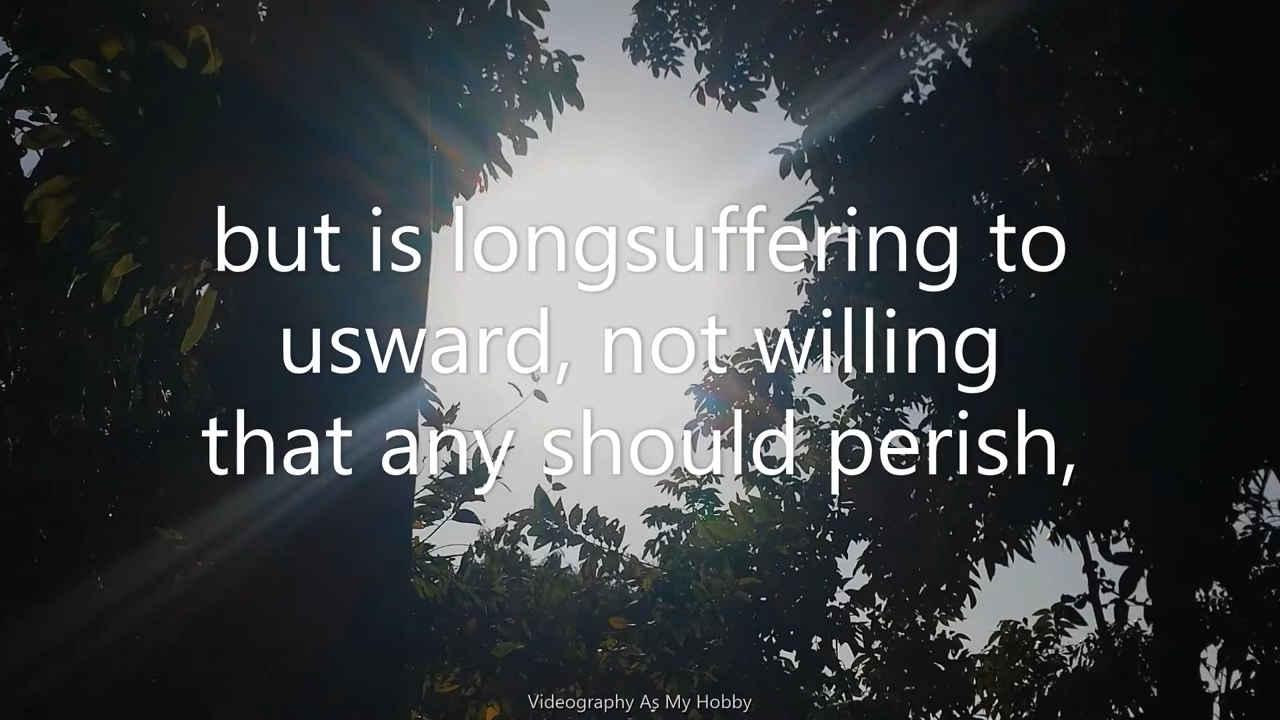 but is longsuffering to
usward, not willing
that any should perish,
Videography As My Hobby